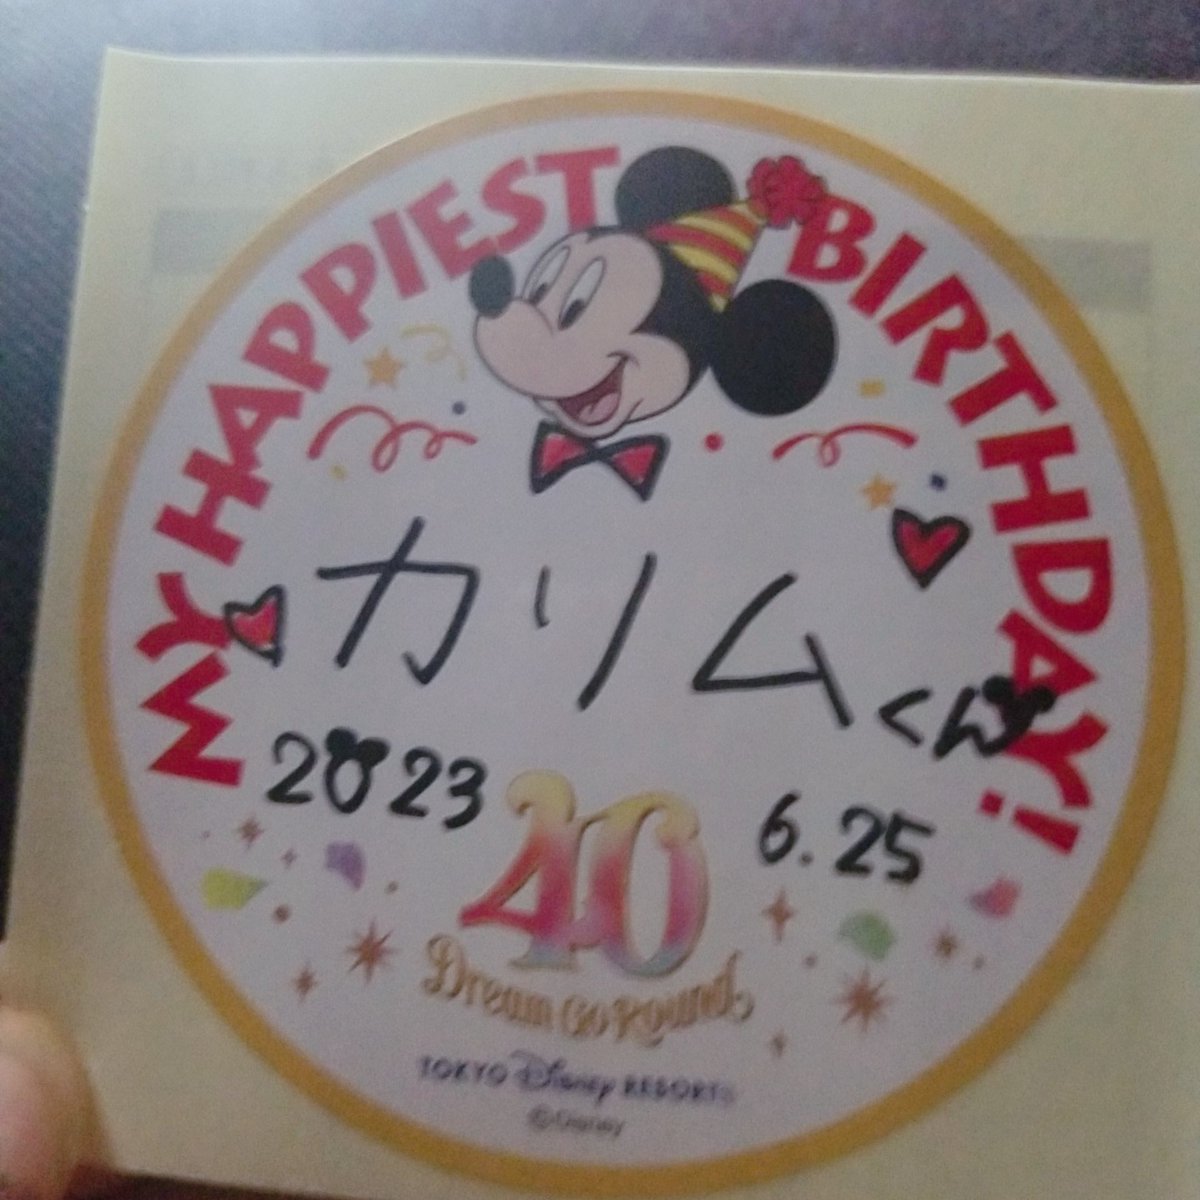 MY HAPPIEST BIRTHDAY!
カリムくん
2023 6.25
40
Dream Go Round
TOKYO Disney RESORT®
©Disney